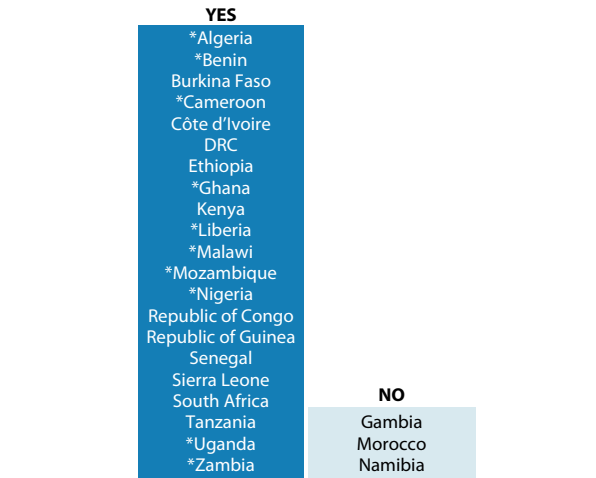 YES
*Algeria
*Benin
Burkina Faso
*Cameroon
Côte d’Ivoire
DRC
Ethiopia
*Ghana
Kenya
*Liberia
*Malawi
*Mozambique
*Nigeria
Republic of Congo
Republic of Guinea
Senegal
Sierra Leone
South Africa
Tanzania
*Uganda
*Zambia
NO
Gambia
Morocco
Namibia